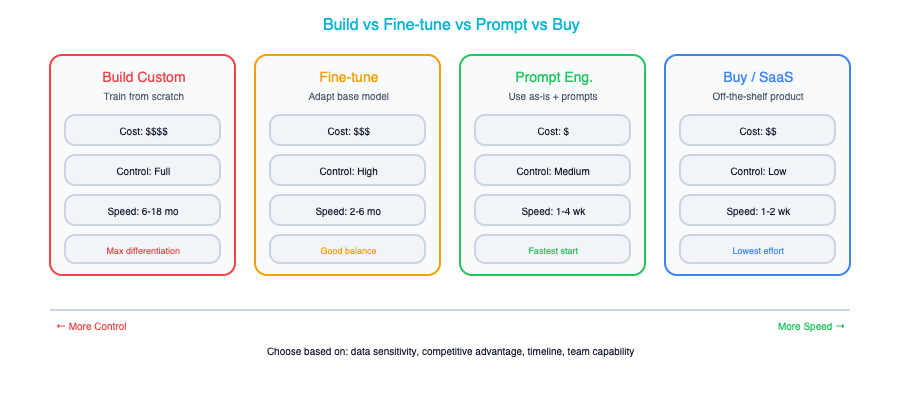 Build vs Fine-tune vs Prompt vs Buy
Build Custom
Train from scratch
Cost: $$$$
Control: Full
Speed: 6-18 mo
Max differentiation
Fine-tune
Adapt base model
Cost: $$$
Control: High
Speed: 2-6 mo
Good balance
Prompt Eng.
Use as-is + prompts
Cost: $
Control: Medium
Speed: 1-4 wk
Fastest start
Buy / SaaS
Off-the-shelf product
Cost: $$
Control: Low
Speed: 1-2 wk
Lowest effort
← More Control
More Speed →
Choose based on: data sensitivity, competitive advantage, timeline, team capability